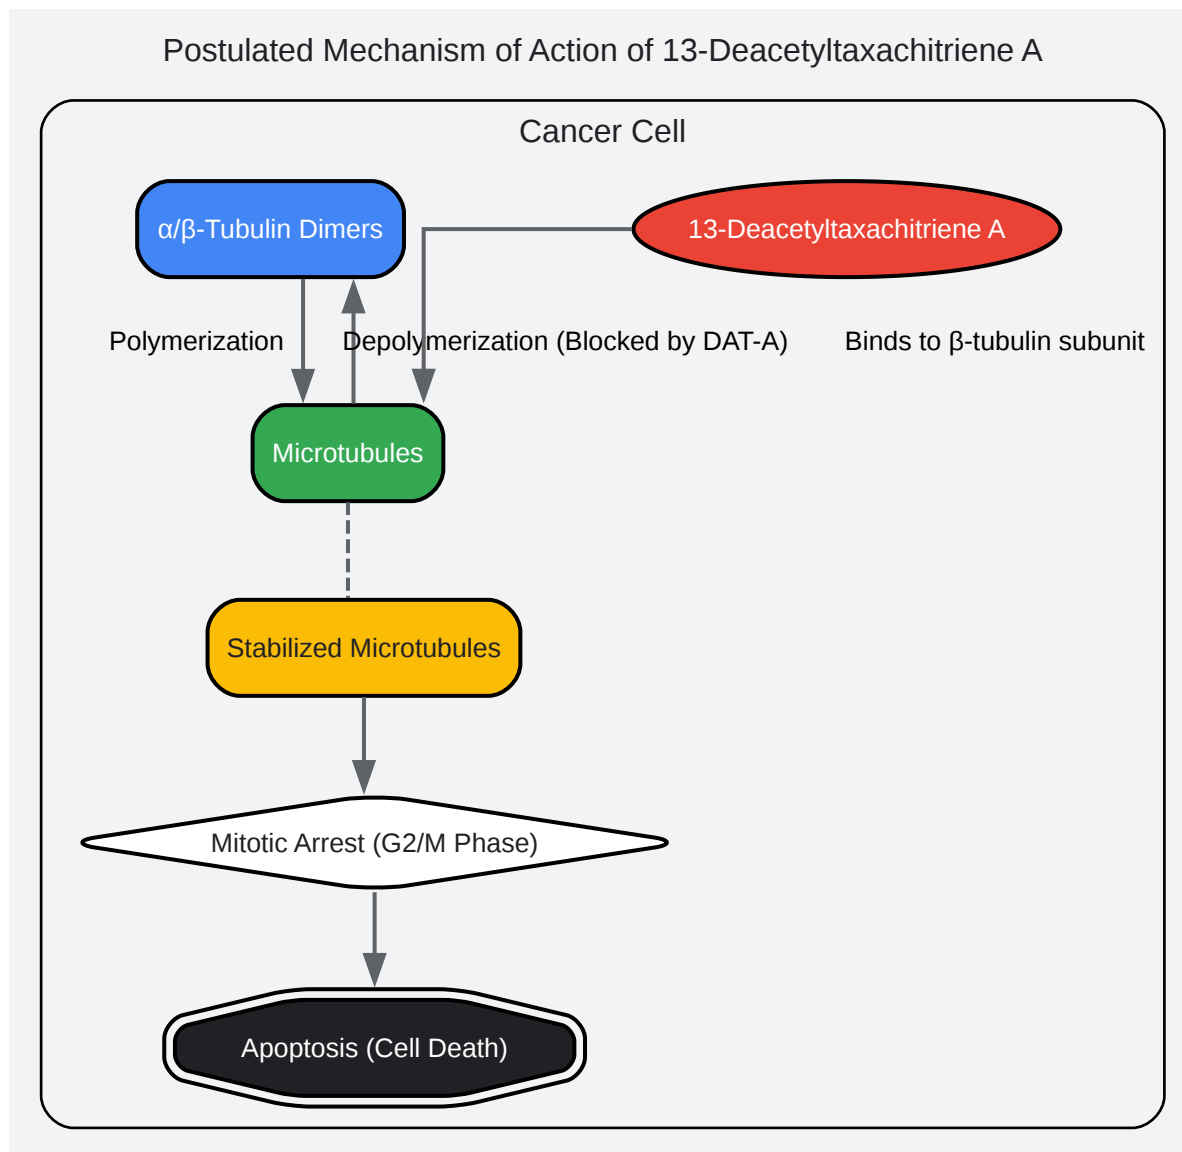 Postulated Mechanism of Action of 13-Deacetyltaxachitriene A
Cancer Cell
α/β-Tubulin Dimers
13-Deacetyltaxachitriene A
Polymerization
Depolymerization (Blocked by DAT-A)
Binds to β-tubulin subunit
Microtubules
Stabilized Microtubules
Mitotic Arrest (G2/M Phase)
Apoptosis (Cell Death)